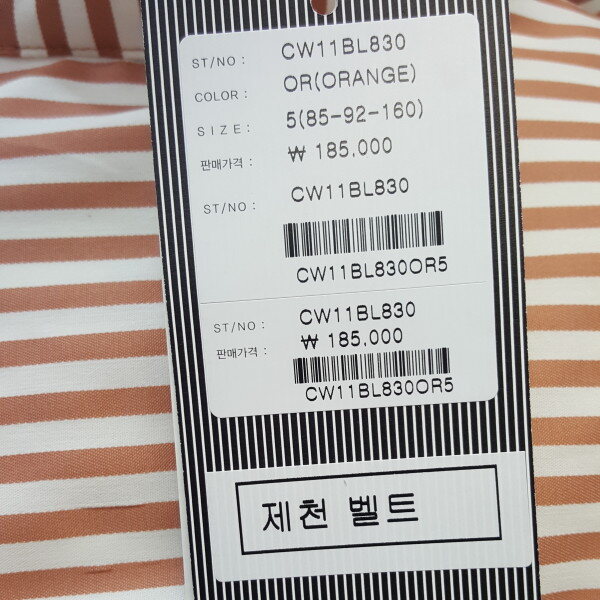 ST/NO : CW11BL830
COLOR : OR(ORANGE)
SIZE : 5(85-92-160)
판매가격 : ₩ 185,000
ST/NO : CW11BL830
CW11BL830OR5
ST/NO : CW11BL830
판매가격 : ₩ 185,000
CW11BL830OR5
제천 벨트